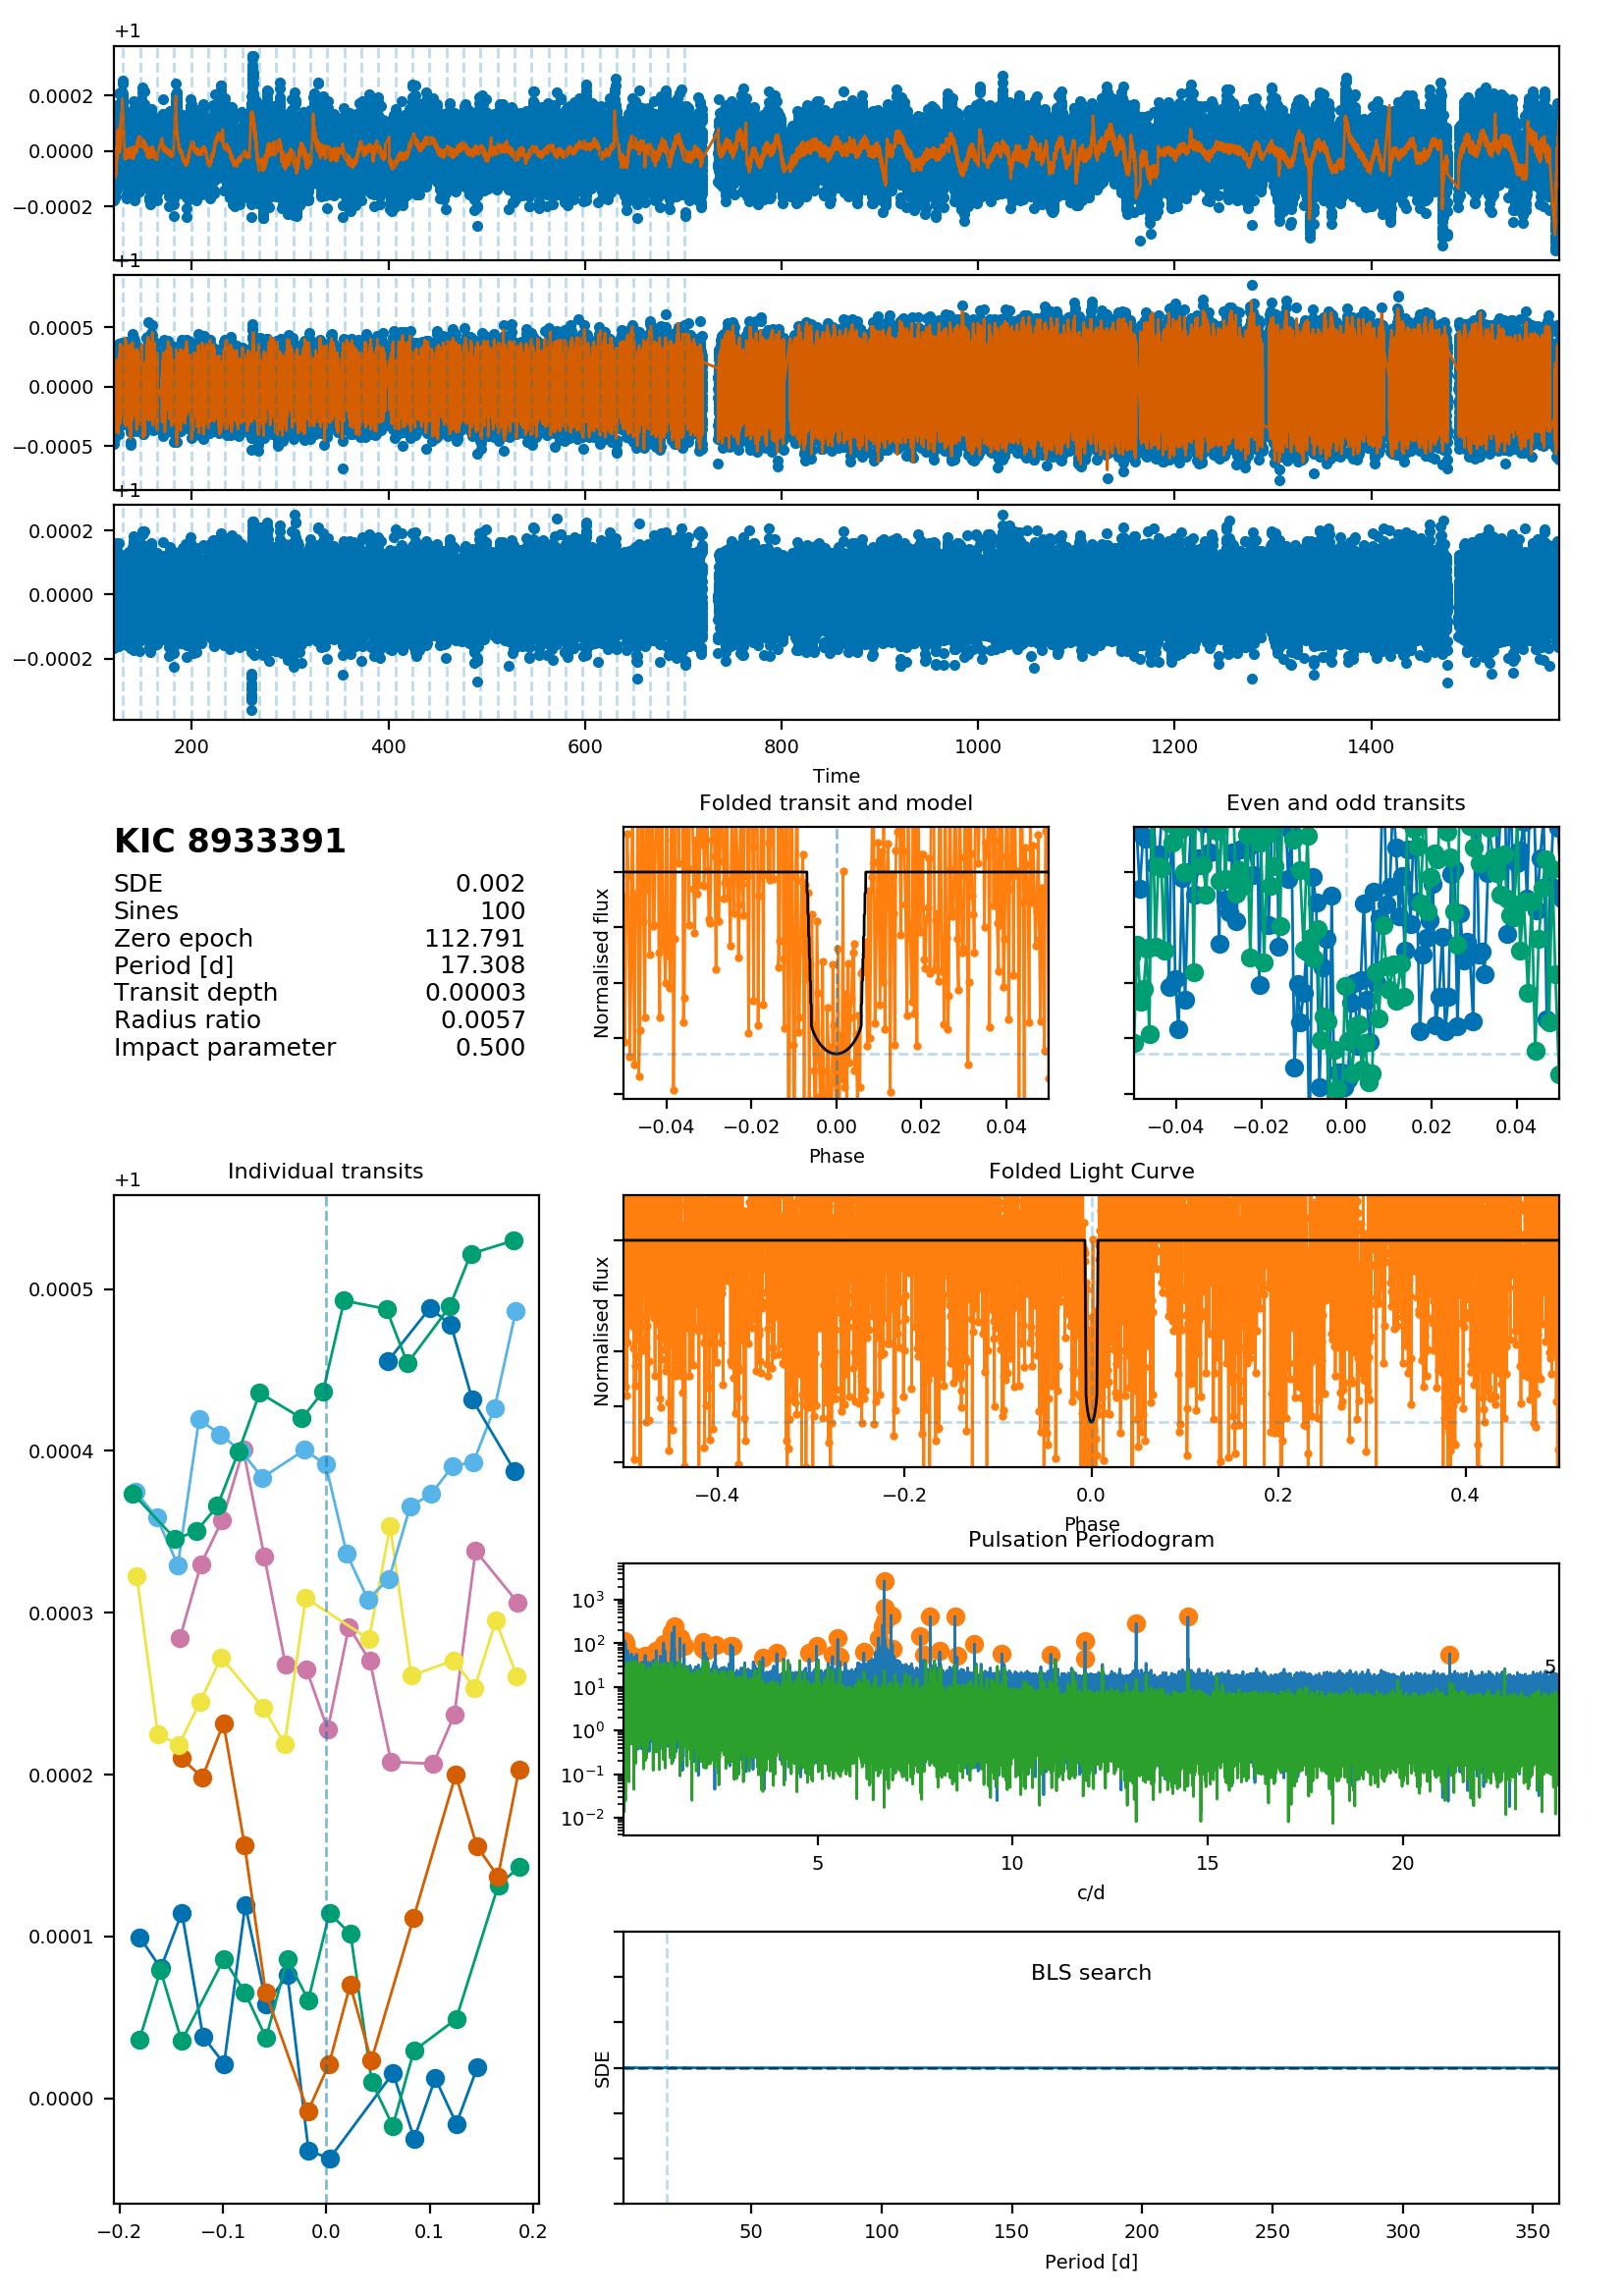 +1
0.0002
0.0000
−0.0002
+1
0.0005
0.0000
−0.0005
+1
0.0002
0.0000
−0.0002
200 400 600 800 1000 1200 1400
Time
KIC 8933391
SDE 0.002
Sines 100
Zero epoch 112.791
Period [d] 17.308
Transit depth 0.00003
Radius ratio 0.0057
Impact parameter 0.500
Folded transit and model
Normalised flux
−0.04 −0.02 0.00 0.02 0.04
Phase
Even and odd transits
−0.04 −0.02 0.00 0.02 0.04
Individual transits
+1
0.0005
0.0004
0.0003
0.0002
0.0001
0.0000
−0.2 −0.1 0.0 0.1 0.2
Folded Light Curve
Normalised flux
−0.4 −0.2 0.0 0.2 0.4
Phase
Pulsation Periodogram
10³
10²
10¹
10⁰
10⁻¹
10⁻²
5
5 10 15 20
c/d
BLS search
SDE
50 100 150 200 250 300 350
Period [d]